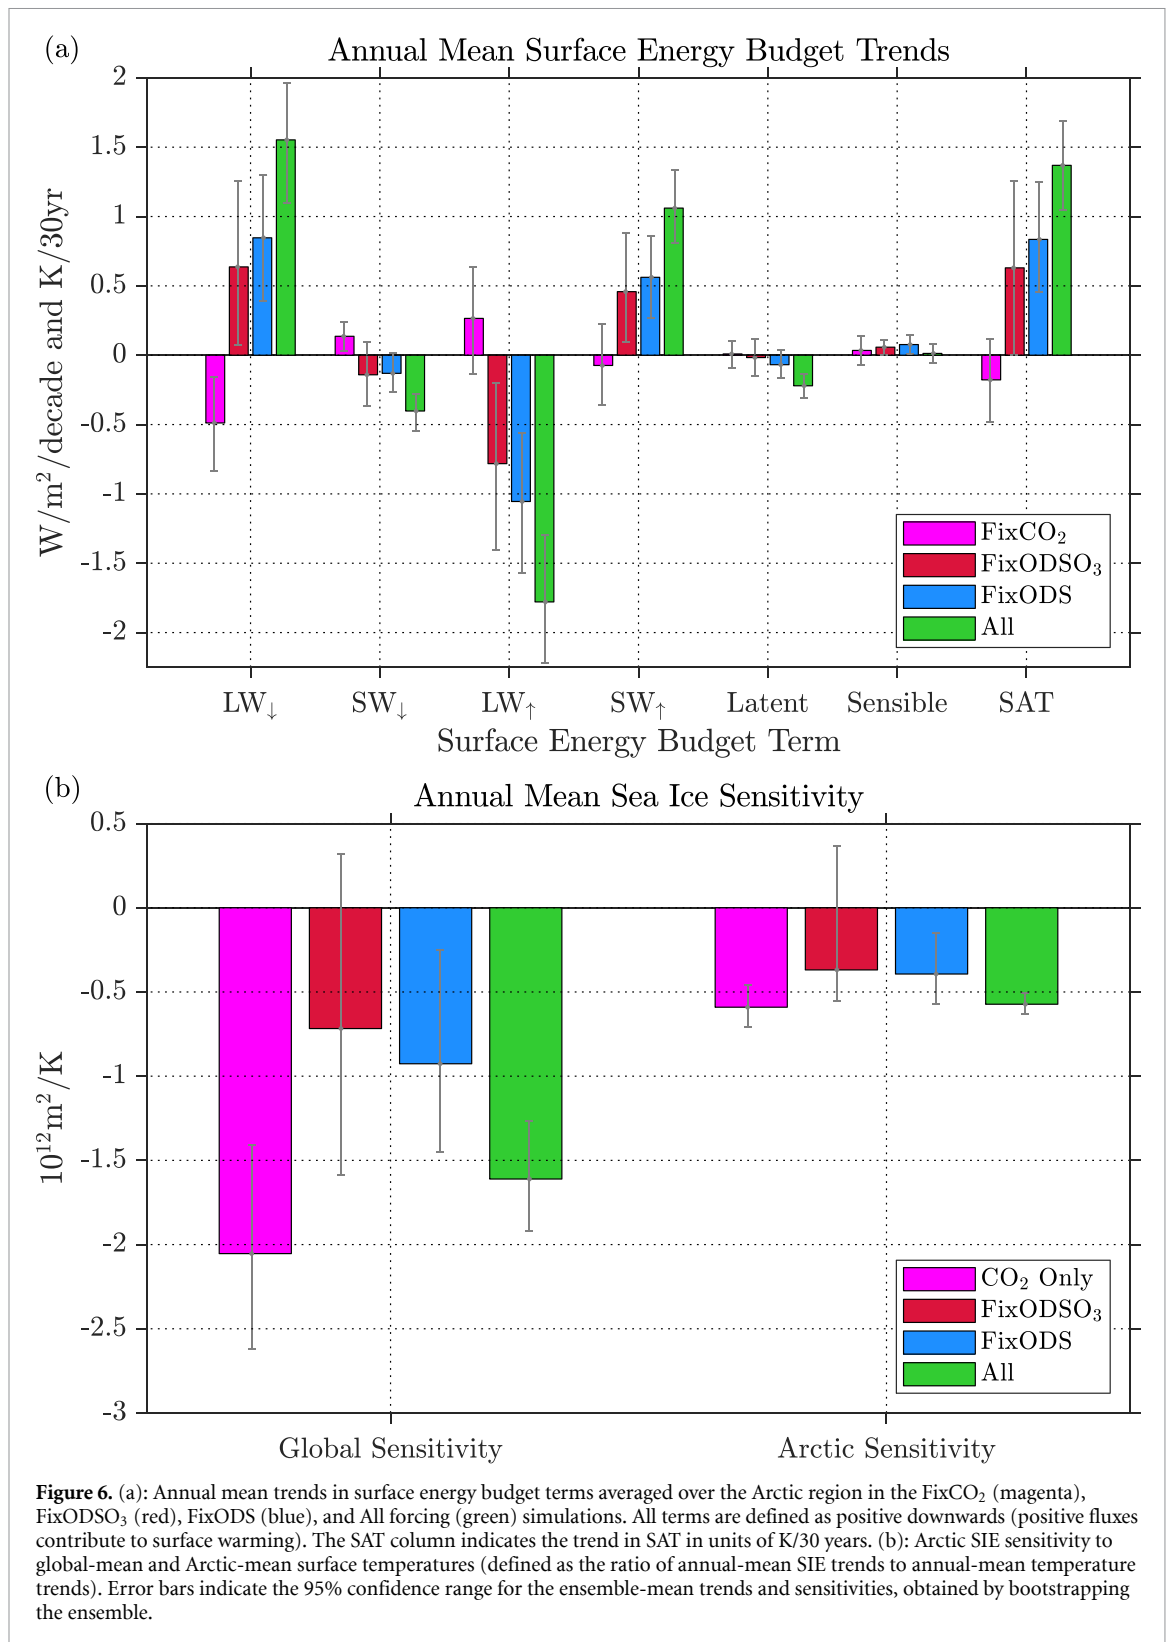 (a)
Annual Mean Surface Energy Budget Trends
W/m²/decade and K/30yr
2
1.5
1
0.5
0
-0.5
-1
-1.5
-2
FixCO₂
FixODSO₃
FixODS
All
LW↓ SW↓ LW↑ SW↑ Latent Sensible SAT
Surface Energy Budget Term
(b)
Annual Mean Sea Ice Sensitivity
10¹²m²/K
0.5
0
-0.5
-1
-1.5
-2
-2.5
-3
CO₂ Only
FixODSO₃
FixODS
All
Global Sensitivity Arctic Sensitivity
Figure 6. (a): Annual mean trends in surface energy budget terms averaged over the Arctic region in the FixCO₂ (magenta),
FixODSO₃ (red), FixODS (blue), and All forcing (green) simulations. All terms are defined as positive downwards (positive fluxes
contribute to surface warming). The SAT column indicates the trend in SAT in units of K/30 years. (b): Arctic SIE sensitivity to
global-mean and Arctic-mean surface temperatures (defined as the ratio of annual-mean SIE trends to annual-mean temperature
trends). Error bars indicate the 95% confidence range for the ensemble-mean trends and sensitivities, obtained by bootstrapping
the ensemble.